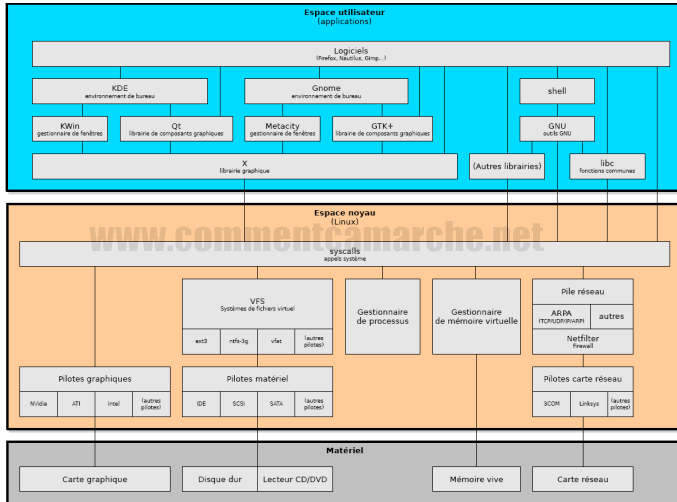 Espace utilisateur
(applications)
Logiciels
(Firefox, Nautilus, Gimp...)
KDE
environnement de bureau
Gnome
environnement de bureau
shell
KWin
gestionnaire de fenêtres
Qt
librairie de composants graphiques
Metacity
gestionnaire de fenêtres
GTK+
librairie de composants graphiques
GNU
outils GNU
X
librairie graphique
(Autres librairies)
libc
fonctions communes
Espace noyau
(Linux)
www.commentcamarche.net
syscalls
appels système
VFS
Systèmes de fichiers virtuel
ext3
ntfs-3g
vfat
(autres
pilotes)
Gestionnaire
de processus
Gestionnaire
de mémoire virtuelle
Pile réseau
ARPA
(TCP/UDP/IP/ARP)
autres
Netfilter
Firewall
Pilotes graphiques
NVidia
ATI
Intel
(autres
pilotes)
Pilotes matériel
IDE
SCSI
SATA
(autres
pilotes)
Pilotes carte réseau
3COM
Linksys
(autres
pilotes)
Matériel
Carte graphique
Disque dur
Lecteur CD/DVD
Mémoire vive
Carte réseau